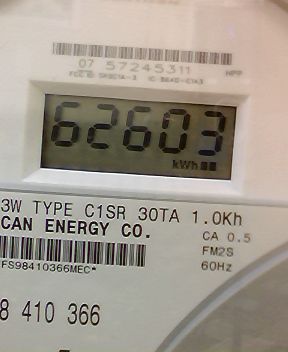 07 57245311
HPP
62603
kWh
3W TYPE C1SR 30TA 1.0Kh
CAN ENERGY CO.
CA 0.5
FM2S
60Hz
FS98410366MEC*
8 410 366